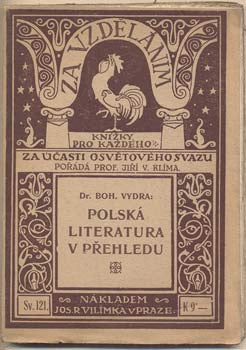 ZA VZDĚLÁNÍM
KNÍŽKY
PRO KAŽDÉHO
ZA ÚČASTI OSVĚTOVÉHO SVAZU
POŘÁDÁ PROF. JIŘÍ V. KLÍMA.
Dr. BOH. VYDRA:
POLSKÁ
LITERATURA
V PŘEHLEDU
Sv. 121.
NÁKLADEM
JOS. R. VILÍMKA V PRAZE.
K 9·—